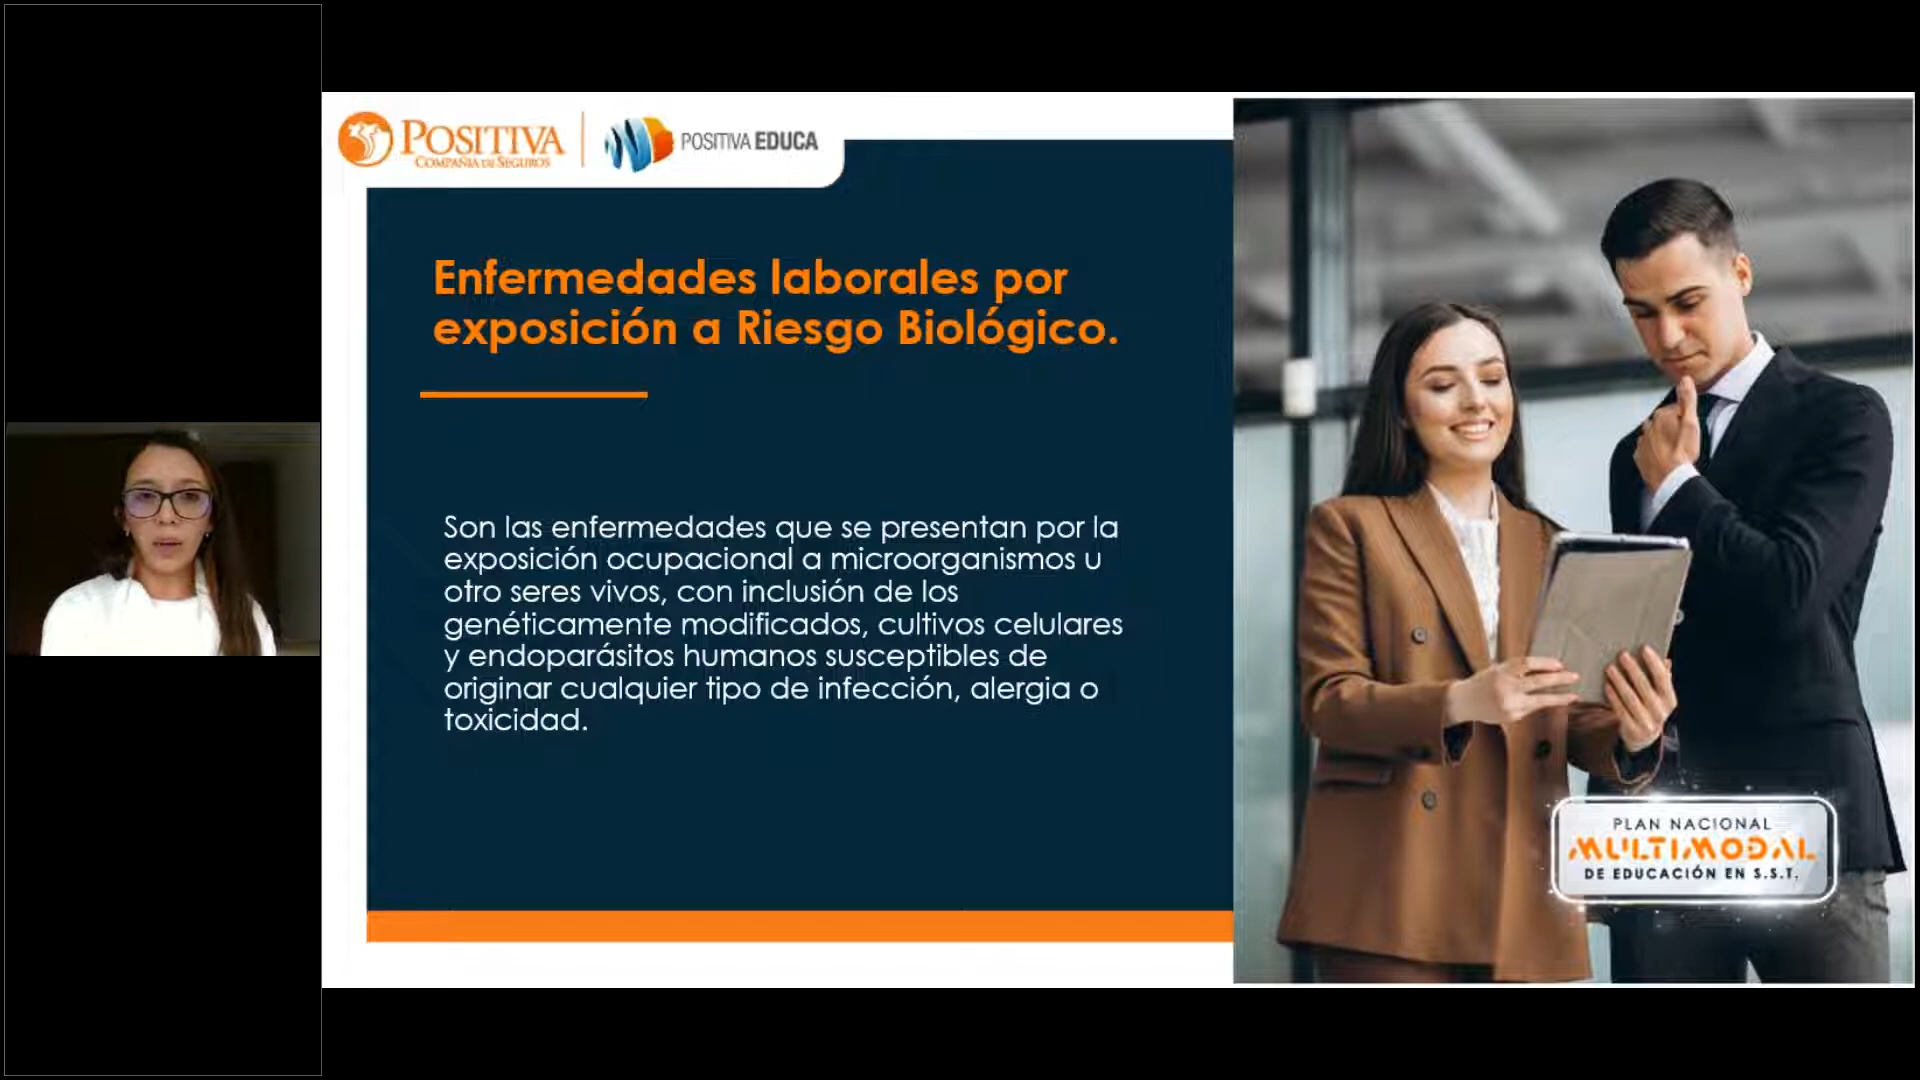 POSITIVA
COMPAÑIA DE SEGUROS
POSITIVA EDUCA
Enfermedades laborales por
exposición a Riesgo Biológico.
Son las enfermedades que se presentan por la
exposición ocupacional a microorganismos u
otro seres vivos, con inclusión de los
genéticamente modificados, cultivos celulares
y endoparásitos humanos susceptibles de
originar cualquier tipo de infección, alergia o
toxicidad.
PLAN NACIONAL
MULTIMODAL
DE EDUCACIÓN EN S.S.T.